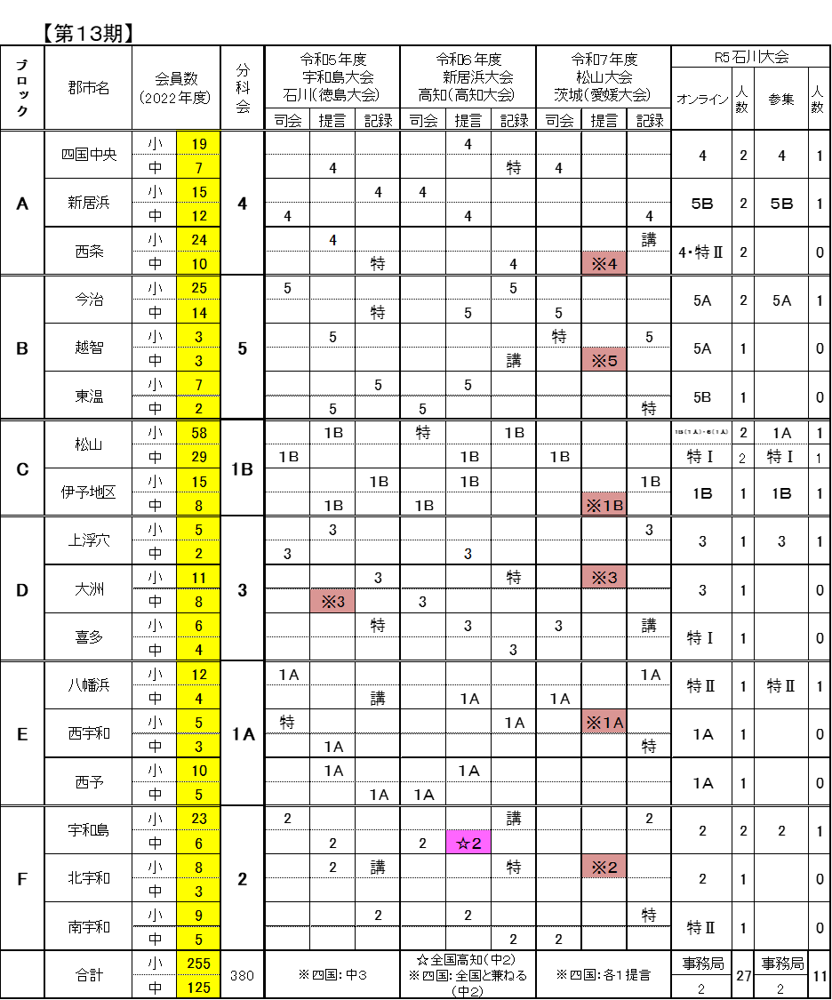 【第13期】
ブロック 郡市名 会員数 (2022年度) 分科会 令和5年度 宇和島大会 石川(徳島大会) 令和6年度 新居浜大会 高知(高知大会) 令和7年度 松山大会 茨城(愛媛大会) R5石川大会
司会 提言 記録 司会 提言 記録 司会 提言 記録 オンライン 人数 参集 人数
A 四国中央 小 19 4 4 4 2 4 1
中 7 4 特 4
新居浜 小 15 4 4 5B 2 5B 1
中 12 4 4 4
西条 小 24 4 講 4・特Ⅱ 2 0
中 10 特 4 ※4
B 今治 小 25 5 5 5 5A 2 5A 1
中 14 特 5 5
越智 小 3 5 特 5 5A 1 0
中 3 講 ※5
東温 小 7 5 5 5B 1 0
中 2 5 5 特
C 松山 小 58 1B 1B 特 1B 1B(1人)・6(1人) 2 1A 1
中 29 1B 1B 1B 特Ⅰ 2 特Ⅰ 1
伊予地区 小 15 1B 1B 1B 1B 1 1B 1
中 8 1B 1B ※1B
D 上浮穴 小 5 3 3 3 3 1 3 1
中 2 3 3
大洲 小 11 3 特 ※3 3 1 0
中 8 ※3 3
喜多 小 6 特 3 3 講 特Ⅰ 1 0
中 4 3
E 八幡浜 小 12 1A 1A 1A 特Ⅱ 1 特Ⅱ 1
中 4 講 1A 1A
西宇和 小 5 特 1A ※1A 1A 1 0
中 3 1A 特
西予 小 10 1A 1A 1A 1 0
中 5 1A 1A
F 宇和島 小 23 2 2 講 2 2 2 2 1
中 6 2 2 ☆2
北宇和 小 8 2 講 特 ※2 2 1 0
中 3
南宇和 小 9 2 2 特 特Ⅱ 1 0
中 5 2 2
合計 小 255 380 ※四国：中3 ☆全国高知(中2) ※四国：全国と兼ねる (中2) ※四国：各1提言 事務局 27 事務局 11
中 125 2 2